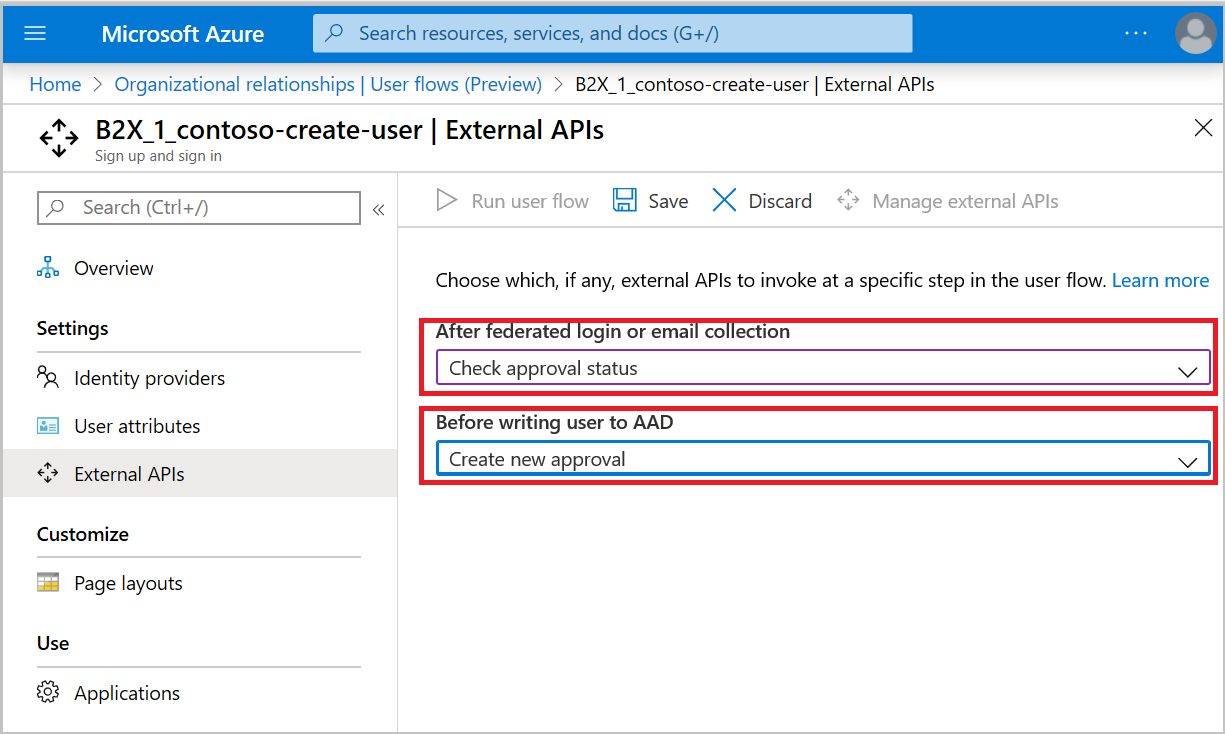 Microsoft Azure
Search resources, services, and docs (G+/)
Home > Organizational relationships | User flows (Preview) > B2X_1_contoso-create-user | External APIs
B2X_1_contoso-create-user | External APIs
Sign up and sign in
Search (Ctrl+/)
Run user flow Save Discard Manage external APIs
Overview
Choose which, if any, external APIs to invoke at a specific step in the user flow. Learn more
Settings
After federated login or email collection
Check approval status
Identity providers
User attributes
Before writing user to AAD
Create new approval
External APIs
Customize
Page layouts
Use
Applications